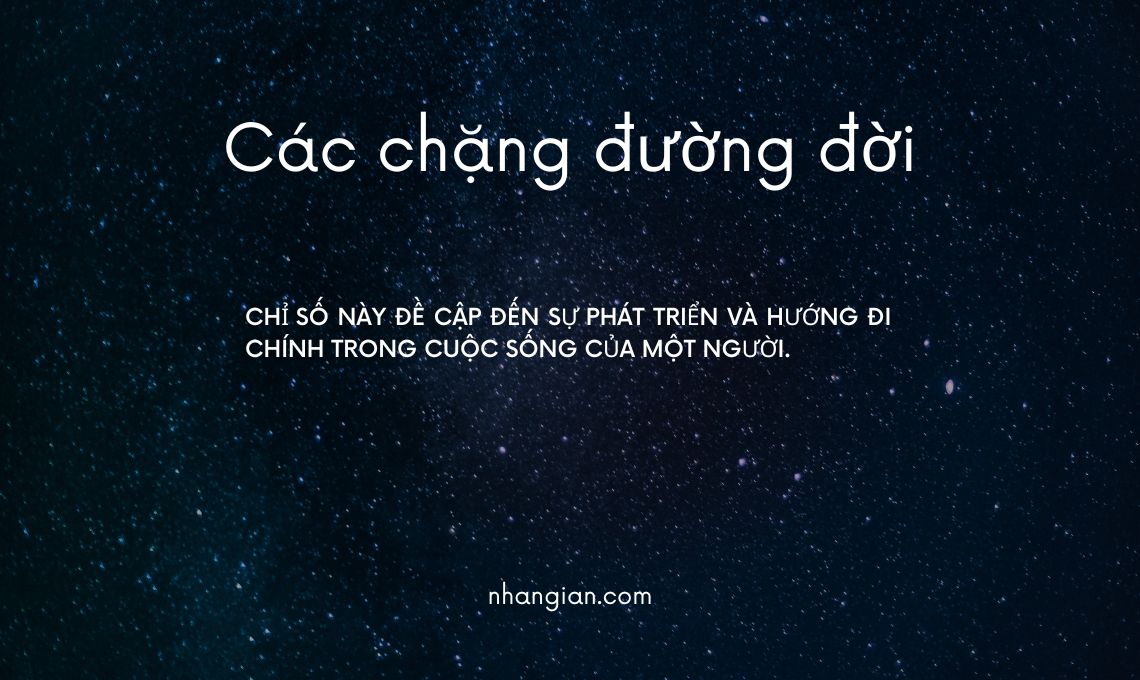 Các chặng đường đời
CHỈ SỐ NÀY ĐỀ CẬP ĐẾN SỰ PHÁT TRIỂN VÀ HƯỚNG ĐI
CHÍNH TRONG CUỘC SỐNG CỦA MỘT NGƯỜI.
nhangian.com